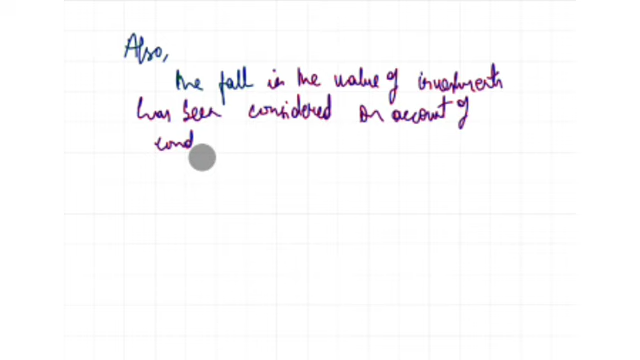 Also,
the fall in the value of investments
has been considered on account of
cond